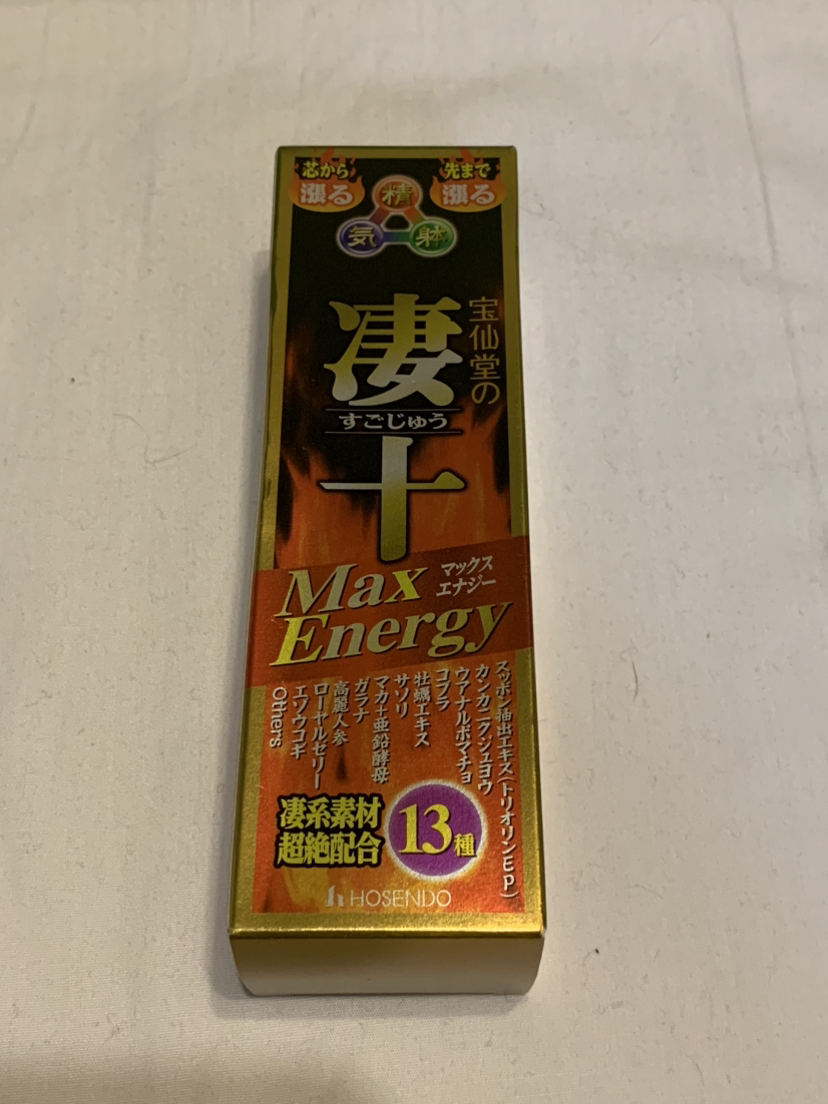 芯から
漲る
先まで
漲る
精
気
体
宝仙堂の
凄十
すごじゅう
Max
Energy
マックス
エナジー
スッポン抽出エキス(トリオリンEP)
カンカニクジュヨウ
ウアナルポマチョ
コブラ
牡蠣エキス
サソリ
マカ+亜鉛酵母
ガラナ
高麗人参
ローヤルゼリー
エゾウコギ
Others
凄系素材
超絶配合
13種
HOSENDO